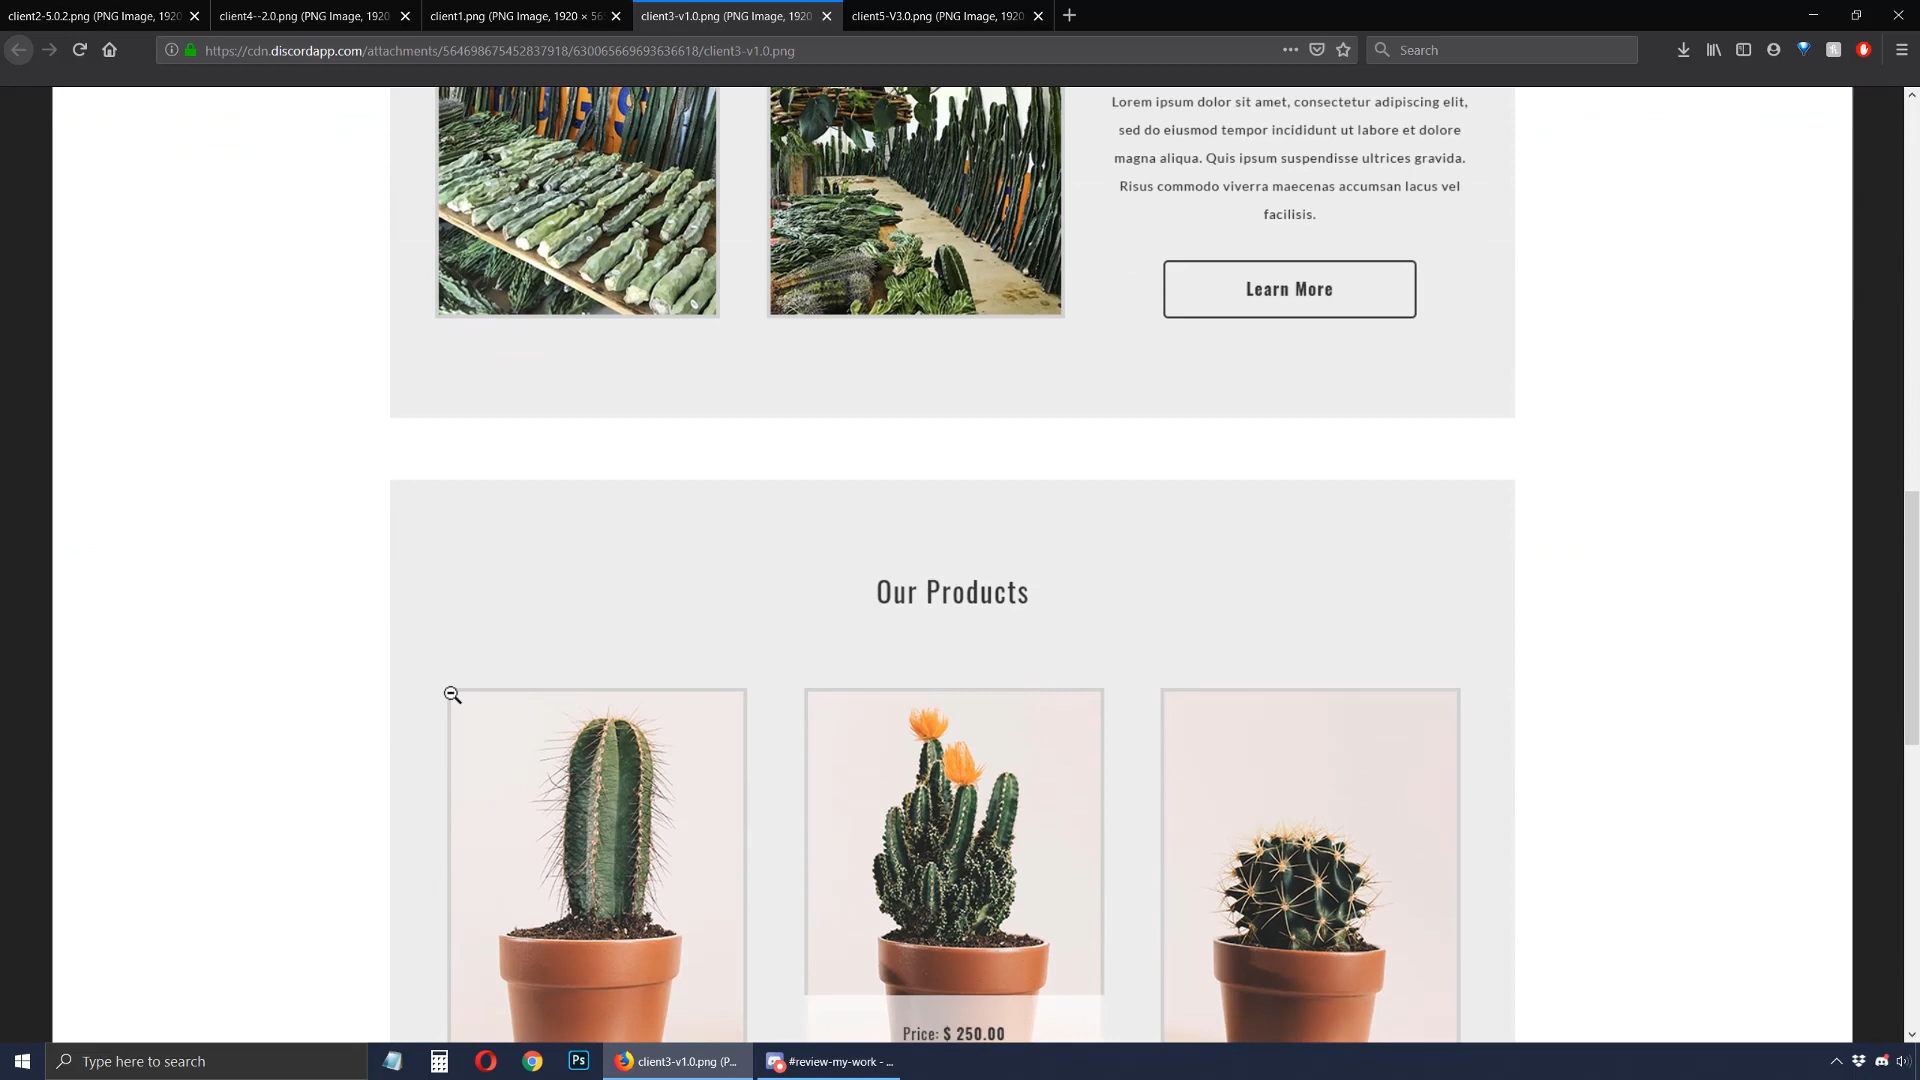 client2-5.0.2.png (PNG Image, 1920
client4--2.0.png (PNG Image, 1920
client1.png (PNG Image, 1920 × 56
client3-v1.0.png (PNG Image, 1920
client5-V3.0.png (PNG Image, 1920
https://cdn.discordapp.com/attachments/564698675452837918/630065669693636618/client3-v1.0.png
Search
Lorem ipsum dolor sit amet, consectetur adipiscing elit,
sed do eiusmod tempor incididunt ut labore et dolore
magna aliqua. Quis ipsum suspendisse ultrices gravida.
Risus commodo viverra maecenas accumsan lacus vel
facilisis.
Learn More
Our Products
Price: $ 250.00
Type here to search
Ps
client3-v1.0.png (P...
#review-my-work - ...